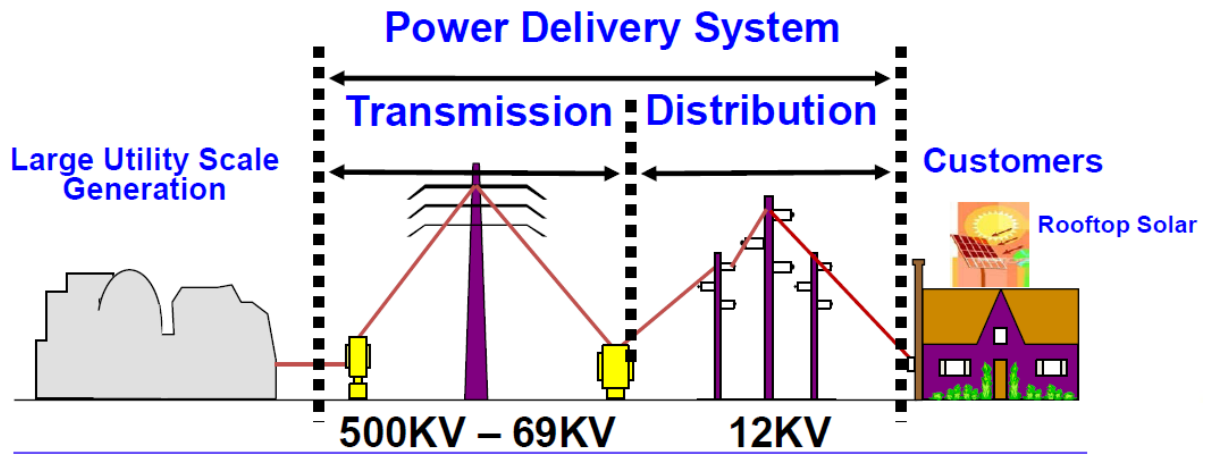 Power Delivery System
Transmission
Distribution
Large Utility Scale
Generation
Customers
Rooftop Solar
500KV – 69KV
12KV